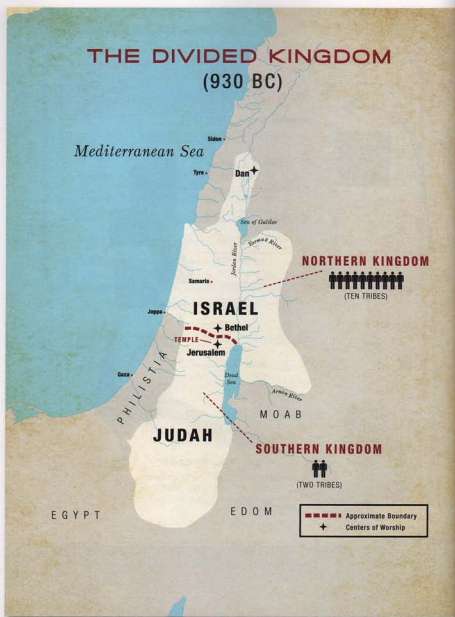 THE DIVIDED KINGDOM
(930 BC)
Sidon
Mediterranean Sea
Tyre
Dan
Sea of Galilee
Yarmuk River
Jordan River
NORTHERN KINGDOM
(TEN TRIBES)
Samaria
ISRAEL
Joppa
Bethel
TEMPLE
Jerusalem
Gaza
PHILISTIA
Dead
Sea
Arnon River
MOAB
JUDAH
SOUTHERN KINGDOM
(TWO TRIBES)
EGYPT
EDOM
Approximate Boundary
Centers of Worship